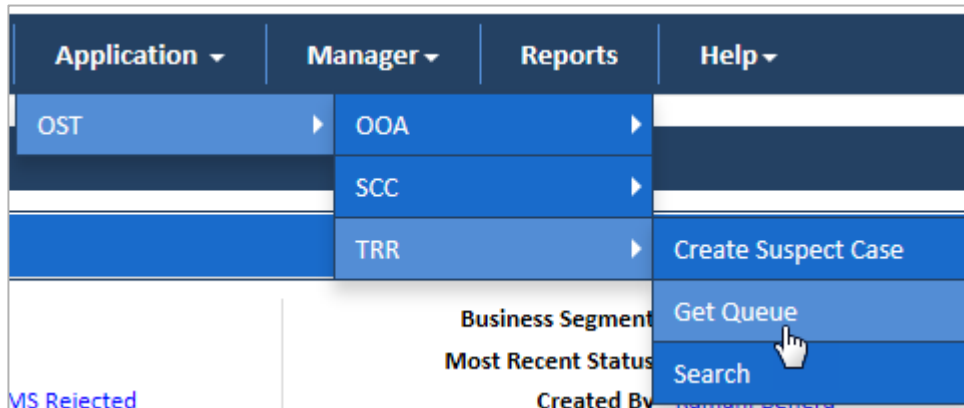 Application Manager Reports Help
OST OOA
SCC
TRR Create Suspect Case
Business Segment Get Queue
Most Recent Status
Search
MS Rejected Created By